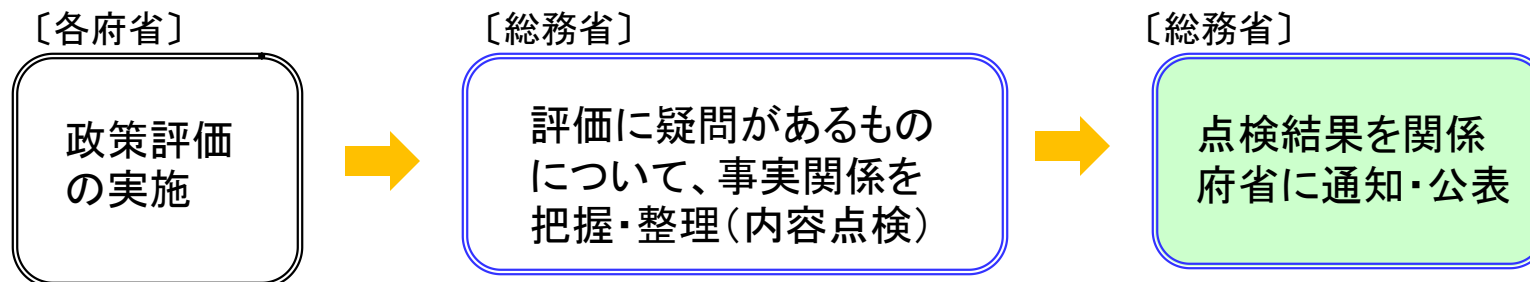 〔各府省〕
政策評価
の実施
〔総務省〕
評価に疑問があるもの
について、事実関係を
把握・整理(内容点検)
〔総務省〕
点検結果を関係
府省に通知・公表